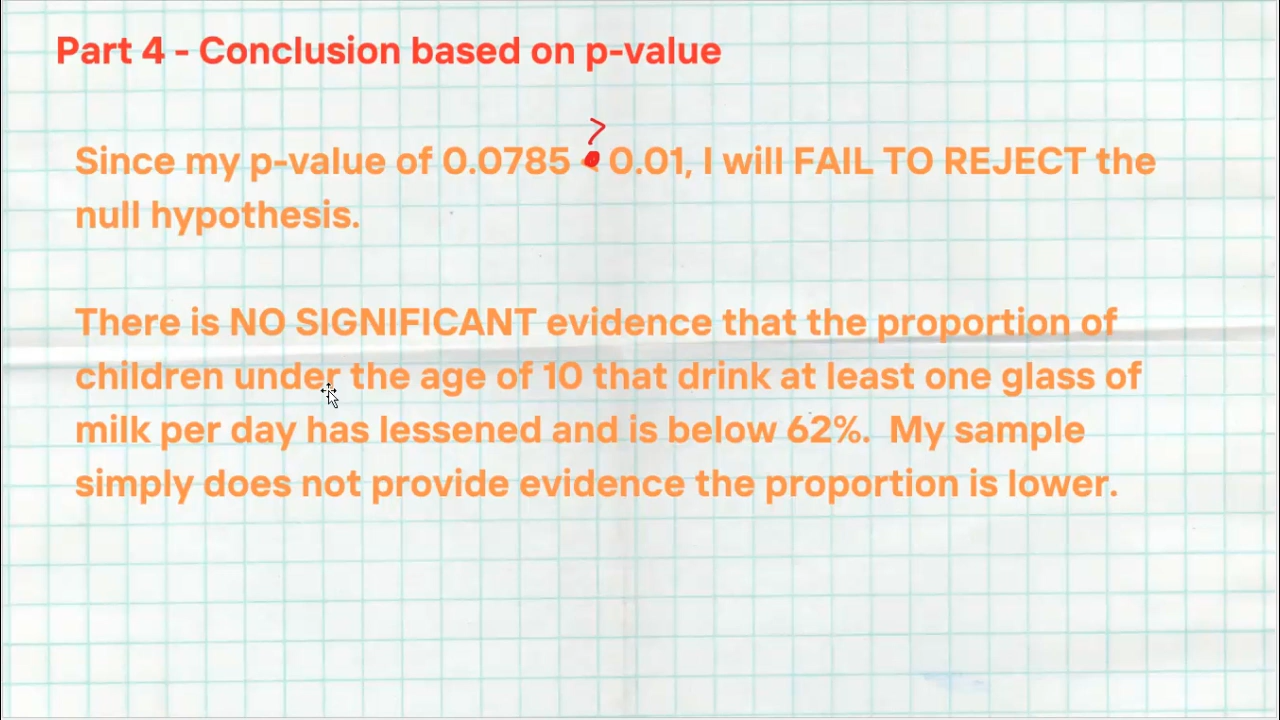 Part 4 - Conclusion based on p-value
>
Since my p-value of 0.0785 0.01, I will FAIL TO REJECT the
null hypothesis.
There is NO SIGNIFICANT evidence that the proportion of
children under the age of 10 that drink at least one glass of
milk per day has lessened and is below 62%. My sample
simply does not provide evidence the proportion is lower.